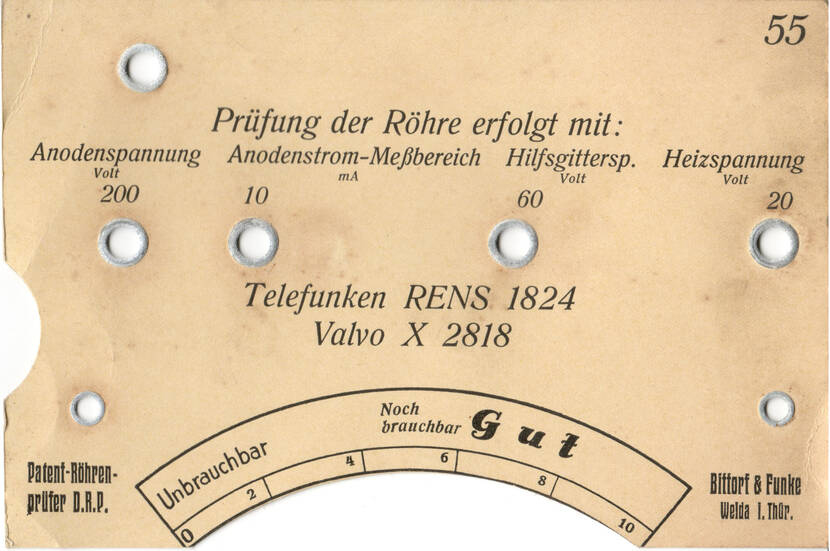 55
Prüfung der Röhre erfolgt mit:
Anodenspannung Anodenstrom-Meßbereich Hilfsgittersp. Heizspannung
Volt mA Volt Volt
200 10 60 20
Telefunken RENS 1824
Valvo X 2818
Unbrauchbar Noch brauchbar Gut
0 2 4 6 8 10
Patent-Röhren-
prüfer D.R.P.
Bittorf & Funke
Weida i. Thür.